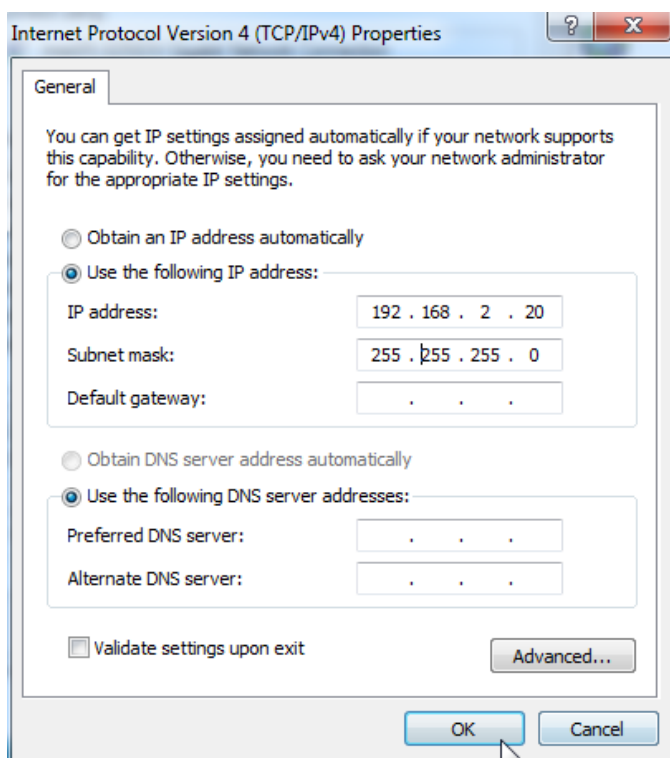 Internet Protocol Version 4 (TCP/IPv4) Properties
General
You can get IP settings assigned automatically if your network supports
this capability. Otherwise, you need to ask your network administrator
for the appropriate IP settings.
Obtain an IP address automatically
Use the following IP address:
IP address: 192 . 168 . 2 . 20
Subnet mask: 255 . 255 . 255 . 0
Default gateway: . . .
Obtain DNS server address automatically
Use the following DNS server addresses:
Preferred DNS server: . . .
Alternate DNS server: . . .
Validate settings upon exit
Advanced...
OK Cancel